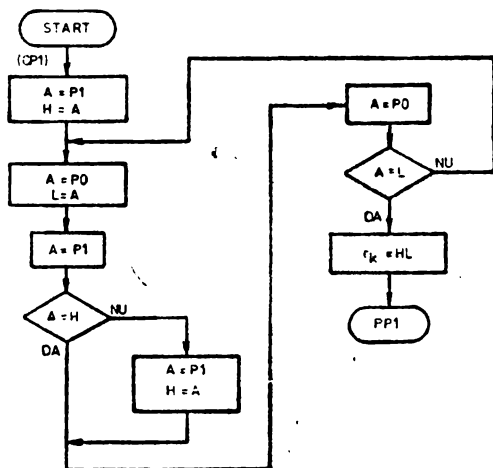 START
(CP1)
A = P1
H = A
A = P0
L = A
A = P1
A = H
NU
DA
A = P1
H = A
A = P0
A = L
NU
DA
rk = HL
PP1